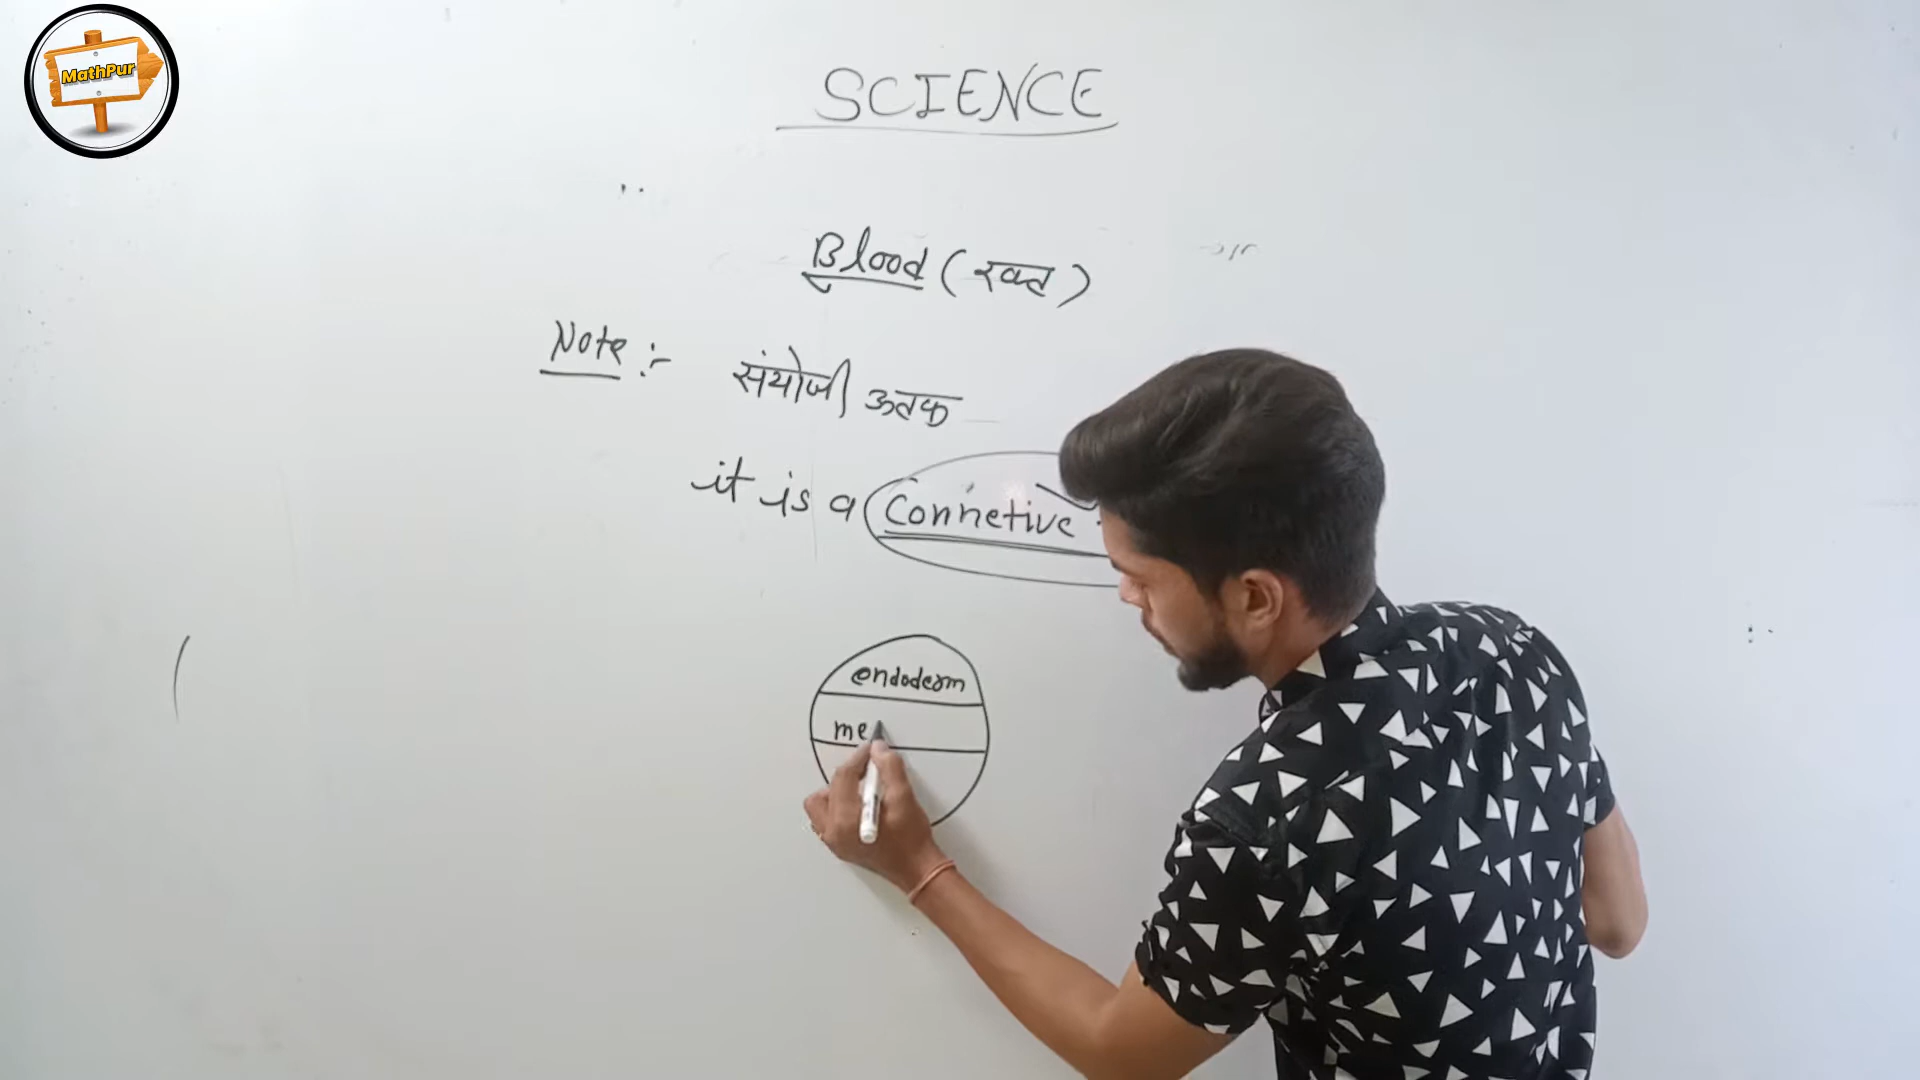 MathPur
SCIENCE
Blood (रक्त)
Note :- संयोजी ऊतक
it is a Connetive
endoderm
me